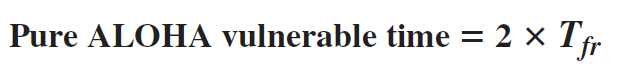 Pure ALOHA vulnerable time = 2 × T_fr